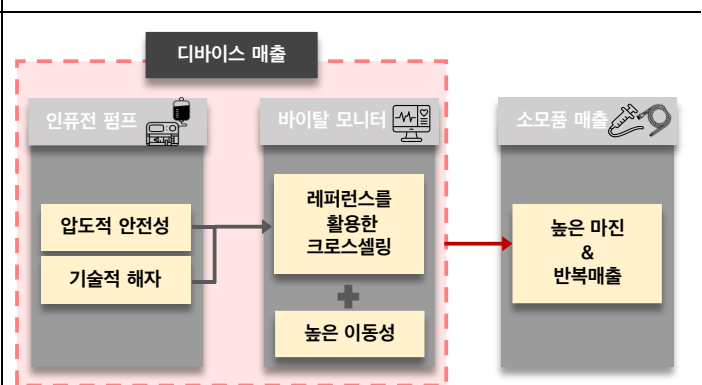 디바이스 매출
인퓨전 펌프
바이탈 모니터
소모품 매출
압도적 안전성
기술적 해자
레퍼런스를
활용한
크로스셀링
+
높은 이동성
높은 마진
&
반복매출